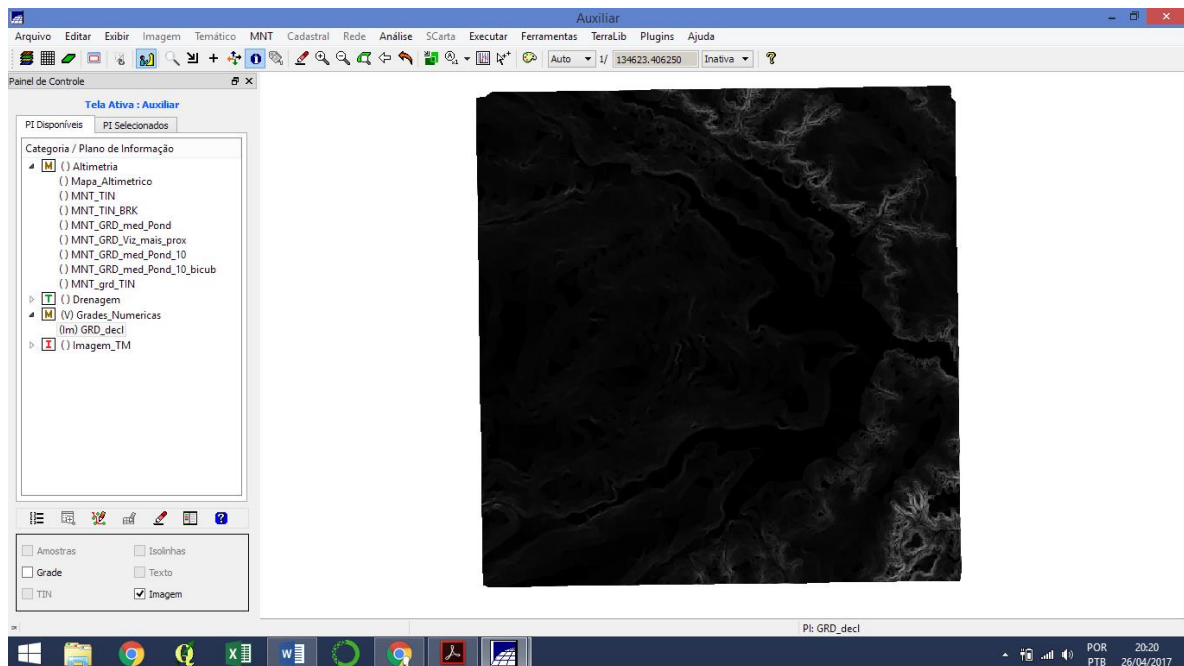 Auxiliar
Arquivo Editar Exibir Imagem Temático MNT Cadastral Rede Análise SCarta Executar Ferramentas TerraLib Plugins Ajuda
Auto 1/ 134623.406250 Inativa
Painel de Controle
Tela Ativa : Auxiliar
PI Disponíveis PI Selecionados
Categoria / Plano de Informação
M () Altimetria
() Mapa_Altimetrico
() MNT_TIN
() MNT_TIN_BRK
() MNT_GRD_med_Pond
() MNT_GRD_Viz_mais_prox
() MNT_GRD_med_Pond_10
() MNT_GRD_med_Pond_10_bicub
() MNT_grd_TIN
T () Drenagem
M (V) Grades_Numericas
(Im) GRD_decl
I () Imagem_TM
Amostras Isolinhas
Grade Texto
TIN Imagem
PI: GRD_decl
POR 20:20
PTB 26/04/2017